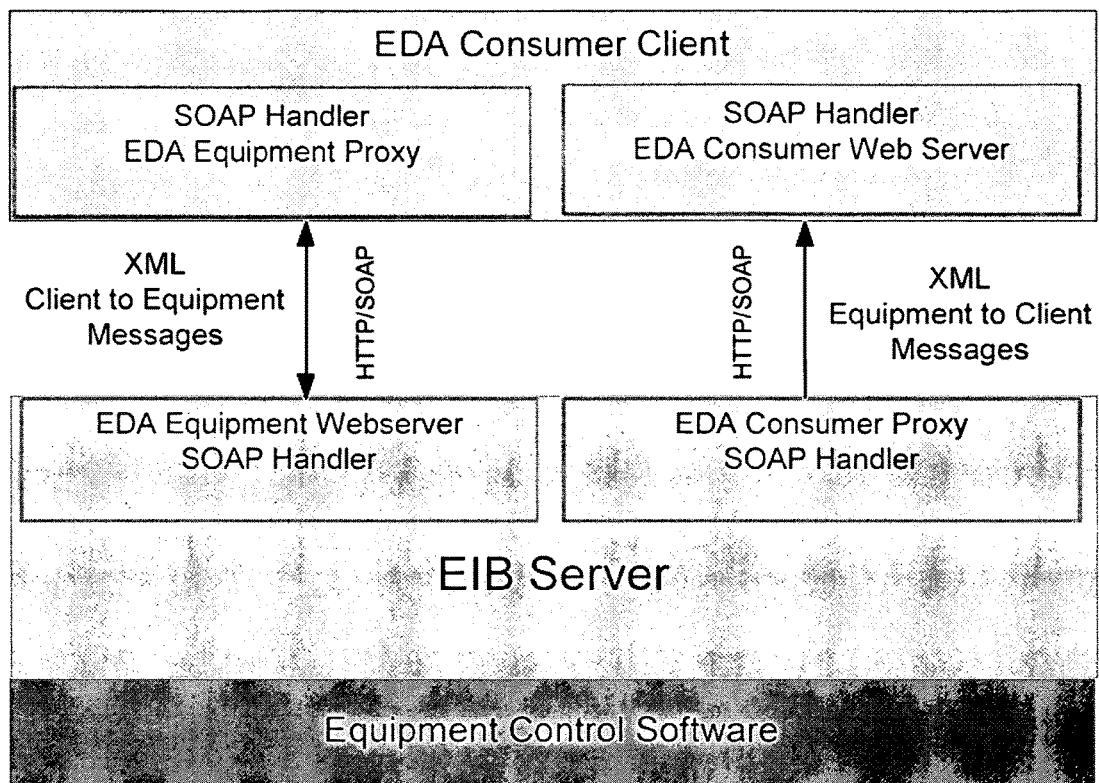 EDA Consumer Client
SOAP Handler
EDA Equipment Proxy
SOAP Handler
EDA Consumer Web Server
XML
Client to Equipment
Messages
HTTP/SOAP
HTTP/SOAP
XML
Equipment to Client
Messages
EDA Equipment Webserver
SOAP Handler
EDA Consumer Proxy
SOAP Handler
EIB Server
Equipment Control Software